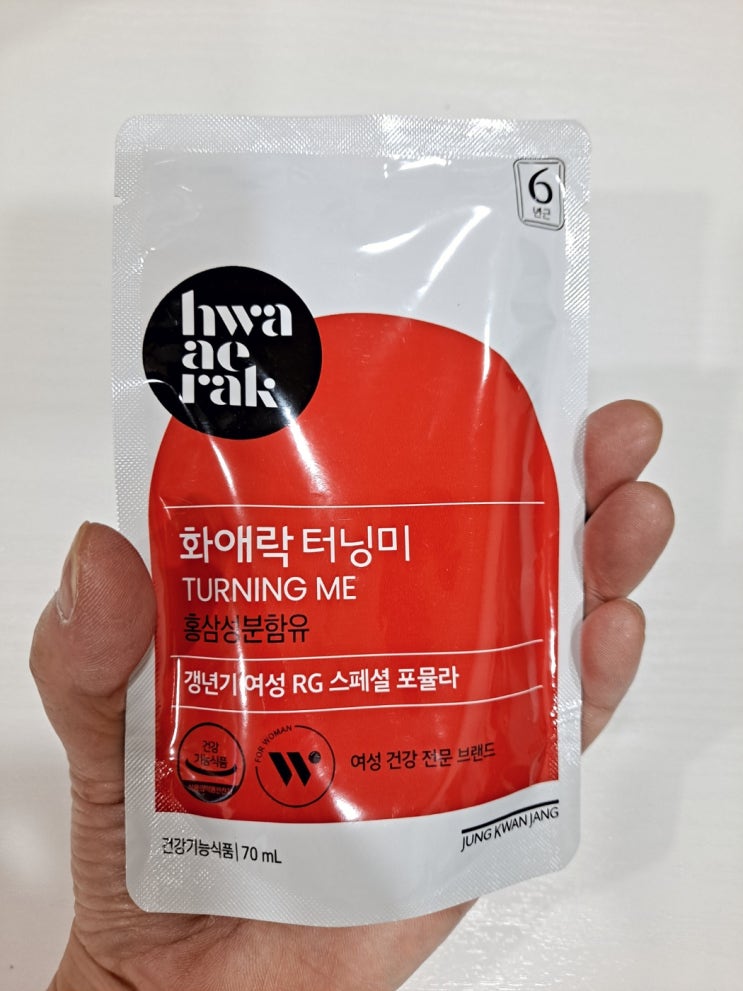 6
년근
hwa
ae
rak
화애락 터닝미
TURNING ME
홍삼성분함유
갱년기 여성 RG 스페셜 포뮬라
건강
기능식품
FOR WOMAN
W
여성 건강 전문 브랜드
JUNG KWAN JANG
건강기능식품|70 mL